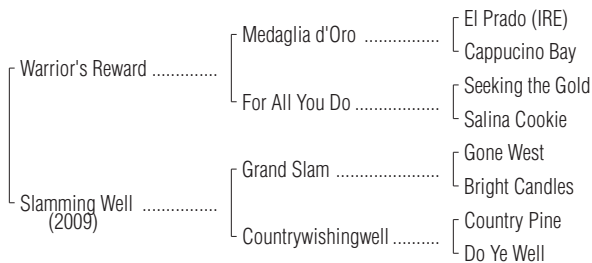 El Prado (IRE)
Medaglia d'Oro ..................
Cappucino Bay
Warrior's Reward ..............
Seeking the Gold
For All You Do ....................
Salina Cookie
Gone West
Grand Slam ........................
Bright Candles
Slamming Well ................
(2009)
Country Pine
Countrywishingwell ...........
Do Ye Well